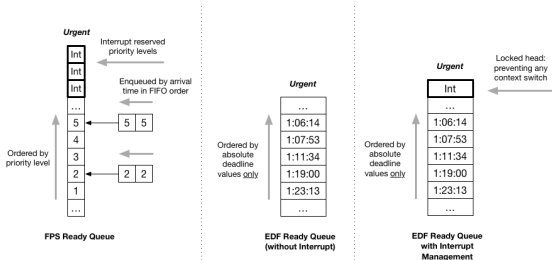 Urgent
Int
Int
Int
...
5
4
3
2
1
...
Interrupt reserved
priority levels
Enqueued by arrival
time in FIFO order
5 5
2 2
Ordered by
priority level
FPS Ready Queue
Urgent
...
1:06:14
1:07:53
1:11:34
1:19:00
1:23:13
...
Ordered by
absolute
deadline
values only
EDF Ready Queue
(without Interrupt)
Urgent
Int
...
1:06:14
1:07:53
1:11:34
1:19:00
1:23:13
...
Locked head:
preventing any
context switch
Ordered by
absolute
deadline
values only
EDF Ready Queue
with Interrupt
Management